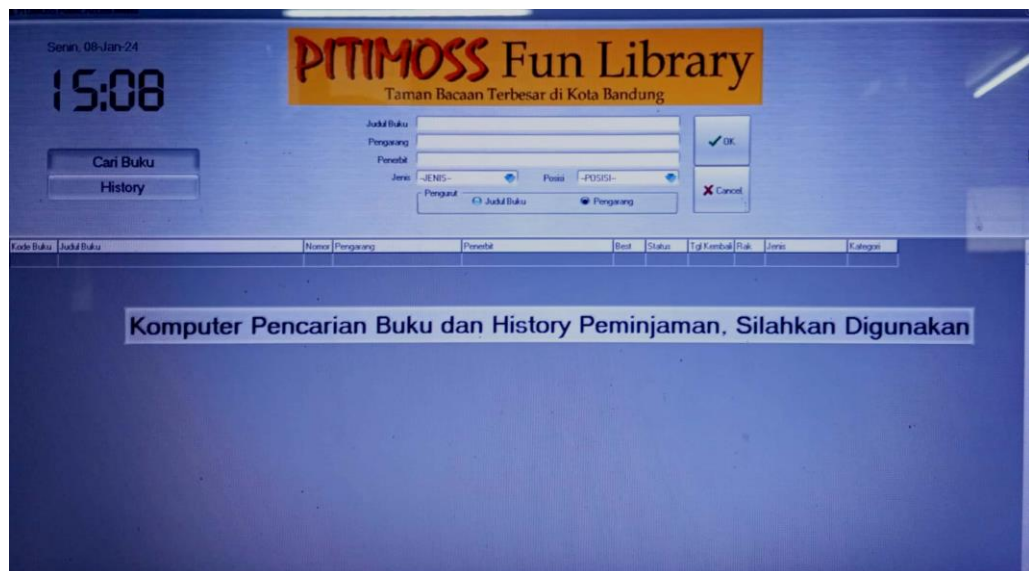 Senin, 08-Jan-24
15:08
PITIMOSS Fun Library
Taman Bacaan Terbesar di Kota Bandung
Judul Buku
Pengarang
Penerbit
Jenis --JENIS-- Posisi --POSISI--
Pengurut
Judul Buku Pengarang
OK
Cancel
Cari Buku
History
Kode Buku Judul Buku Nomor Pengarang Penerbit Best Status Tgl Kembali Rak Jenis Kategori
Komputer Pencarian Buku dan History Peminjaman, Silahkan Digunakan